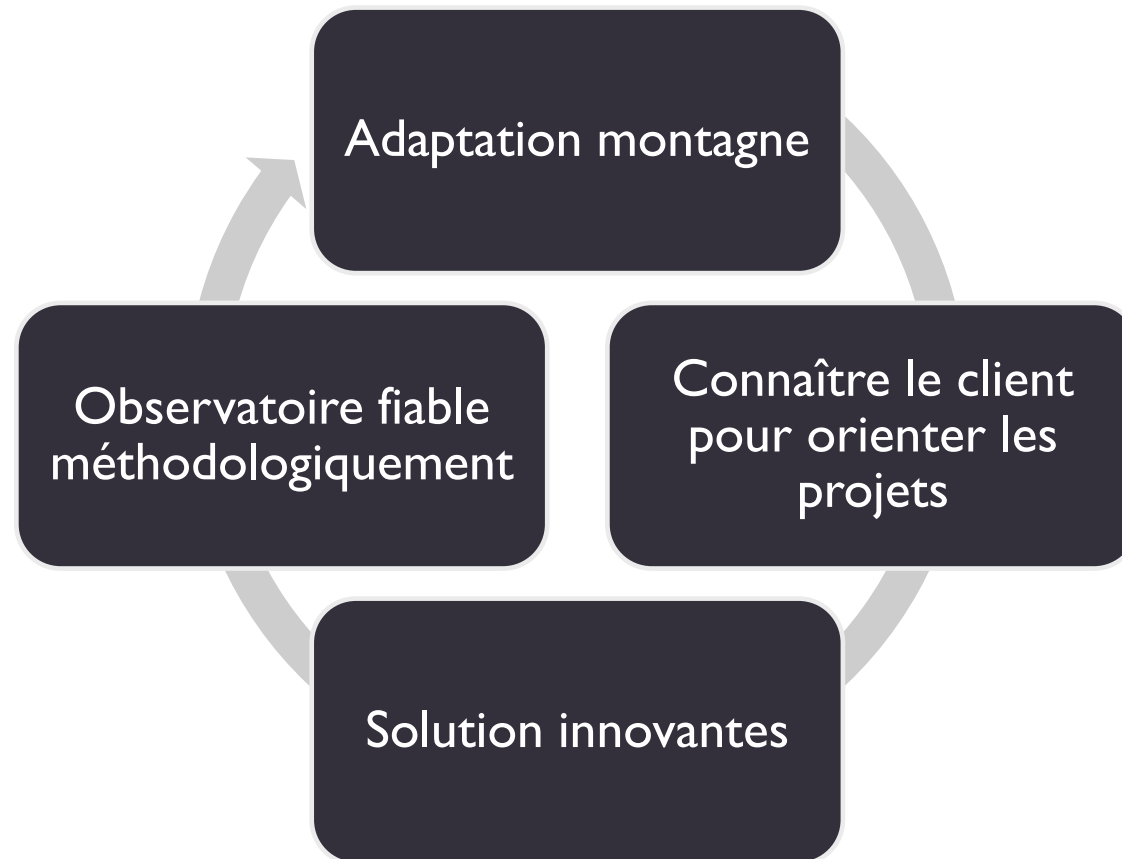 Adaptation montagne
Connaître le client
pour orienter les
projets
Solution innovantes
Observatoire fiable
méthodologiquement